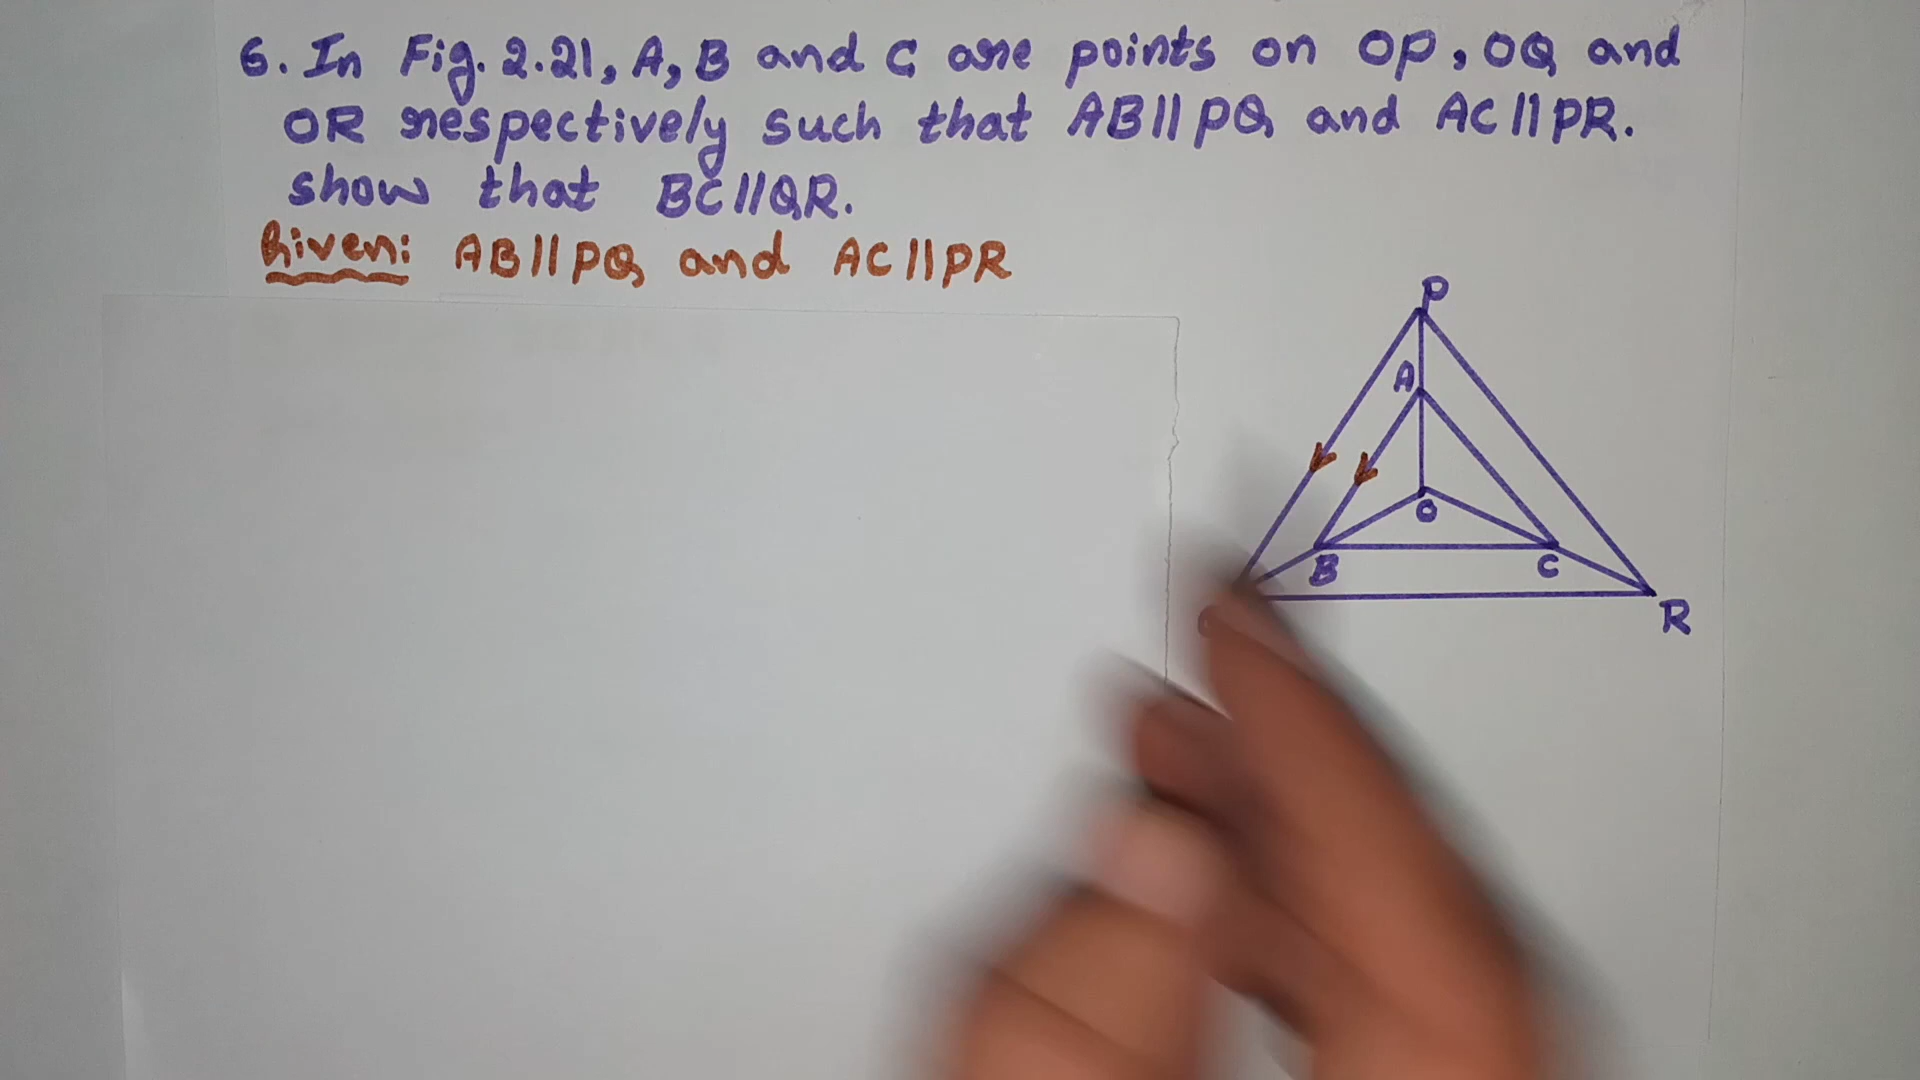 6. In Fig. 2.21, A, B and C are points on OP, OQ and
OR respectively such that AB||PQ and AC||PR.
show that BC||QR.
Given: AB||PQ and AC||PR
P
A
O
B
C
R